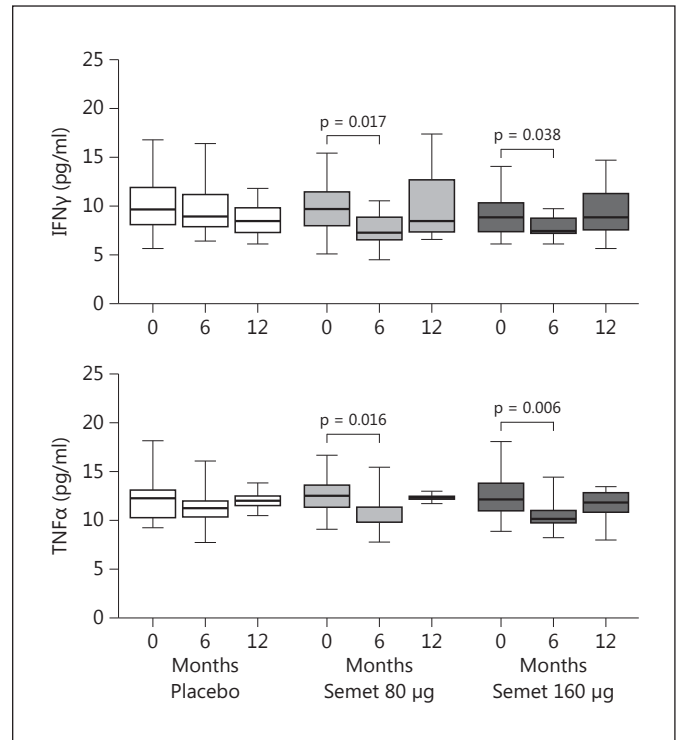 25
20
15
10
5
0
IFNγ (pg/ml)
p = 0.017
p = 0.038
0 6 12 0 6 12 0 6 12
25
20
15
10
5
0
TNFα (pg/ml)
p = 0.016
p = 0.006
0 6 12 0 6 12 0 6 12
Months Months Months
Placebo Semet 80 µg Semet 160 µg